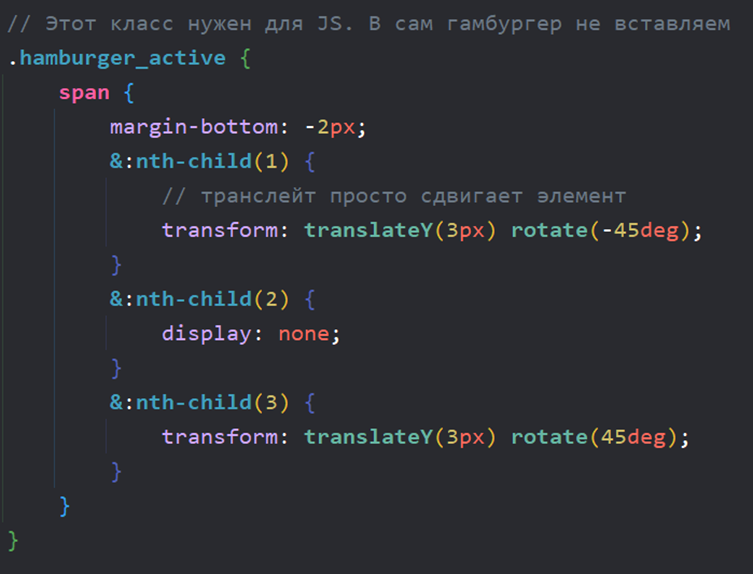 // Этот класс нужен для JS. В сам гамбургер не вставляем
.hamburger_active {
    span {
        margin-bottom: -2px;
        &:nth-child(1) {
            // транслейт просто сдвигает элемент
            transform: translateY(3px) rotate(-45deg);
        }
        &:nth-child(2) {
            display: none;
        }
        &:nth-child(3) {
            transform: translateY(3px) rotate(45deg);
        }
    }
}